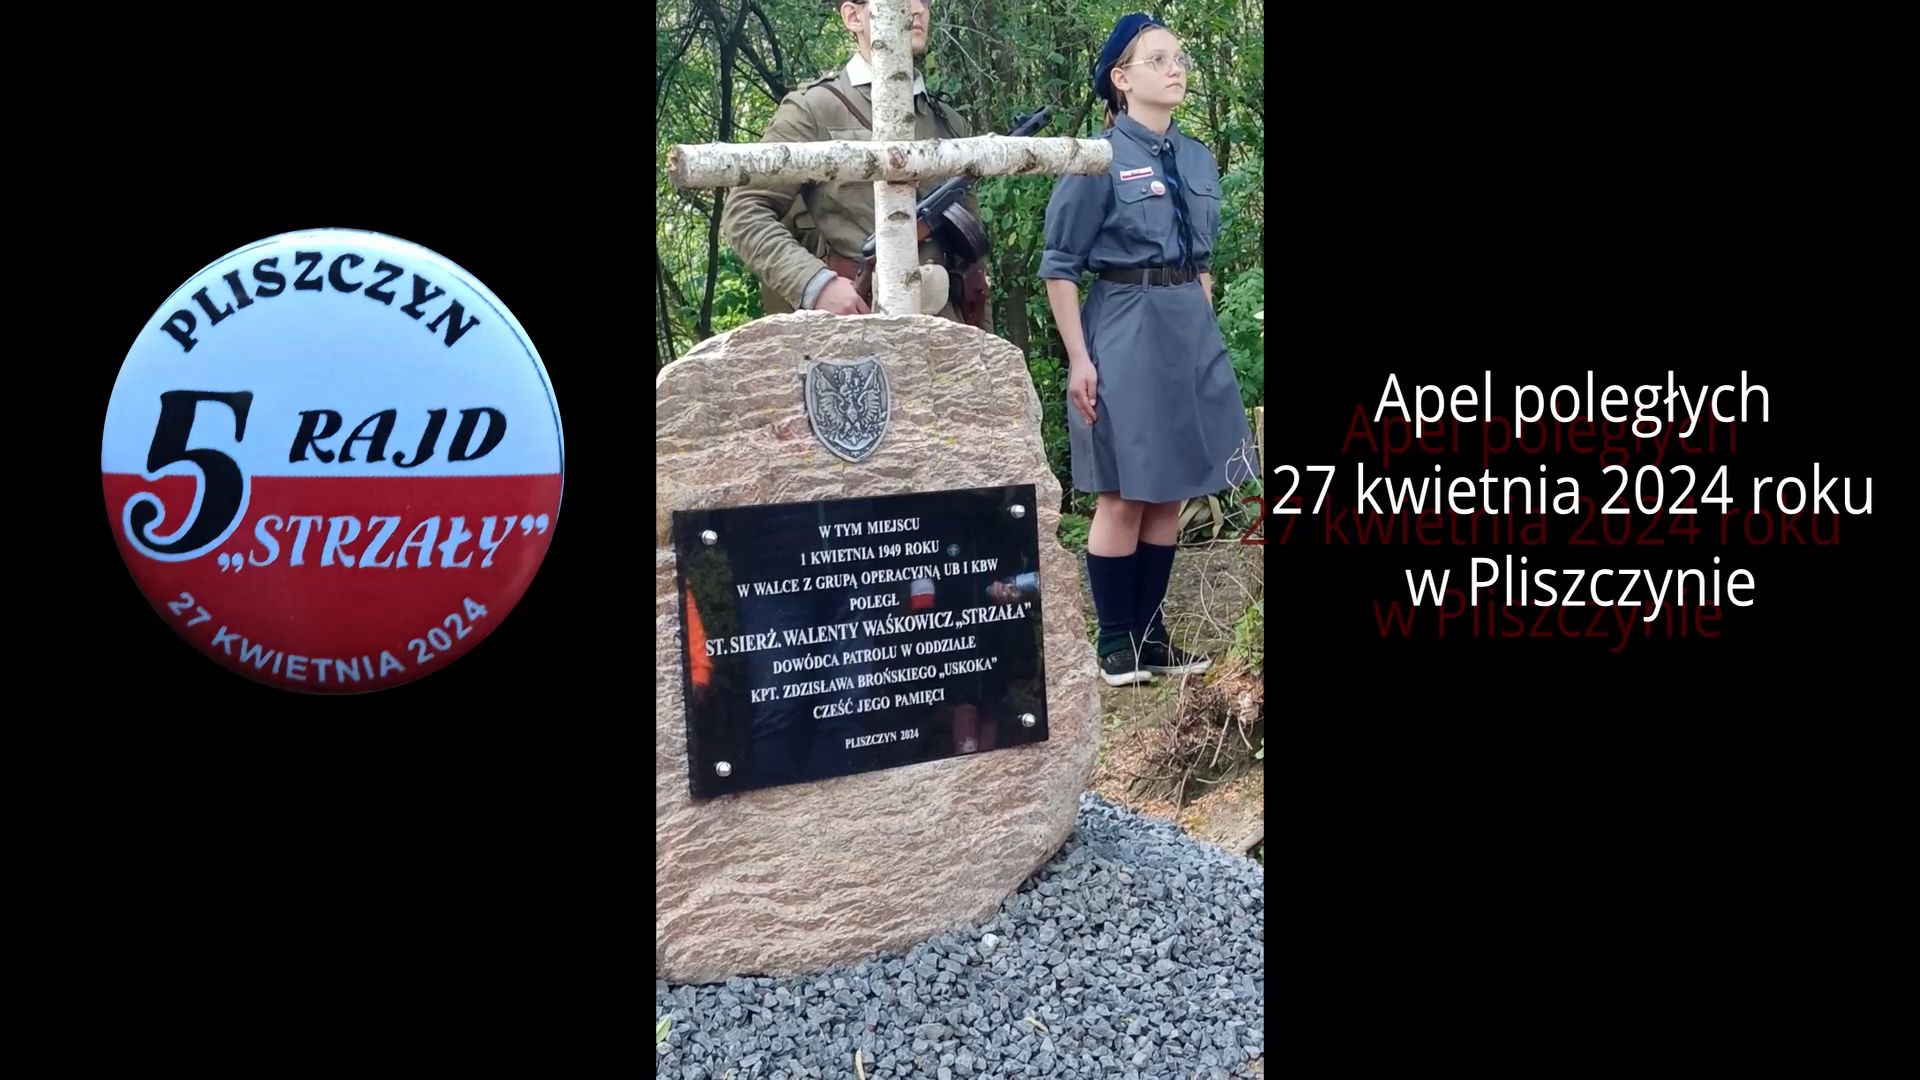 PLISZCZYN
5 RAJD
„STRZAŁY”
27 KWIETNIA 2024
W TYM MIEJSCU
1 KWIETNIA 1949 ROKU
W WALCE Z GRUPĄ OPERACYJNĄ UB I KBW
POLEGŁ
ST. SIERŻ. WALENTY WAŚKOWICZ „STRZAŁA”
DOWÓDCA PATROLU W ODDZIALE
KPT. ZDZISŁAWA BROŃSKIEGO „USKOKA”
CZEŚĆ JEGO PAMIĘCI
PLISZCZYN 2024
Apel poległych
27 kwietnia 2024 roku
w Pliszczynie